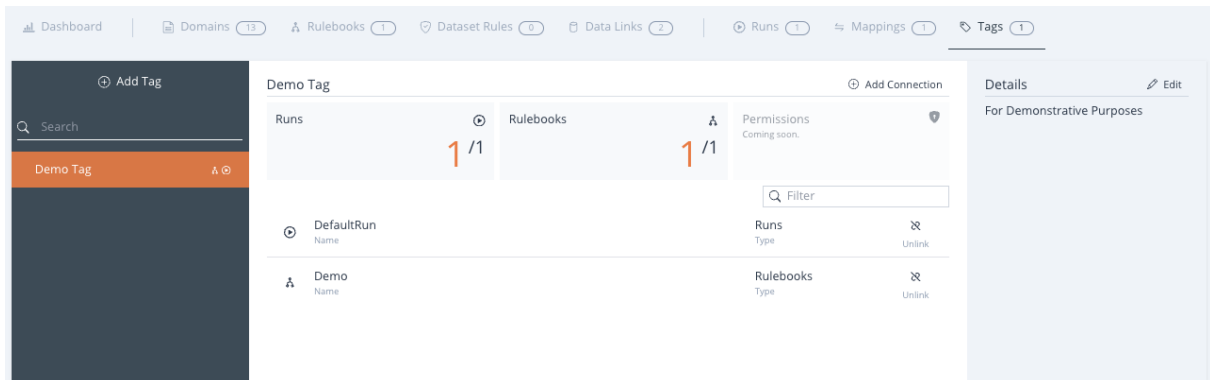 Dashboard Domains 13 Rulebooks 1 Dataset Rules 0 Data Links 2 Runs 1 Mappings 1 Tags 1
Add Tag
Search
Demo Tag
Demo Tag Add Connection
Runs Rulebooks Permissions
Coming soon.
1 /1 1 /1
Filter
DefaultRun Runs
Name Type Unlink
Demo Rulebooks
Name Type Unlink
Details Edit
For Demonstrative Purposes